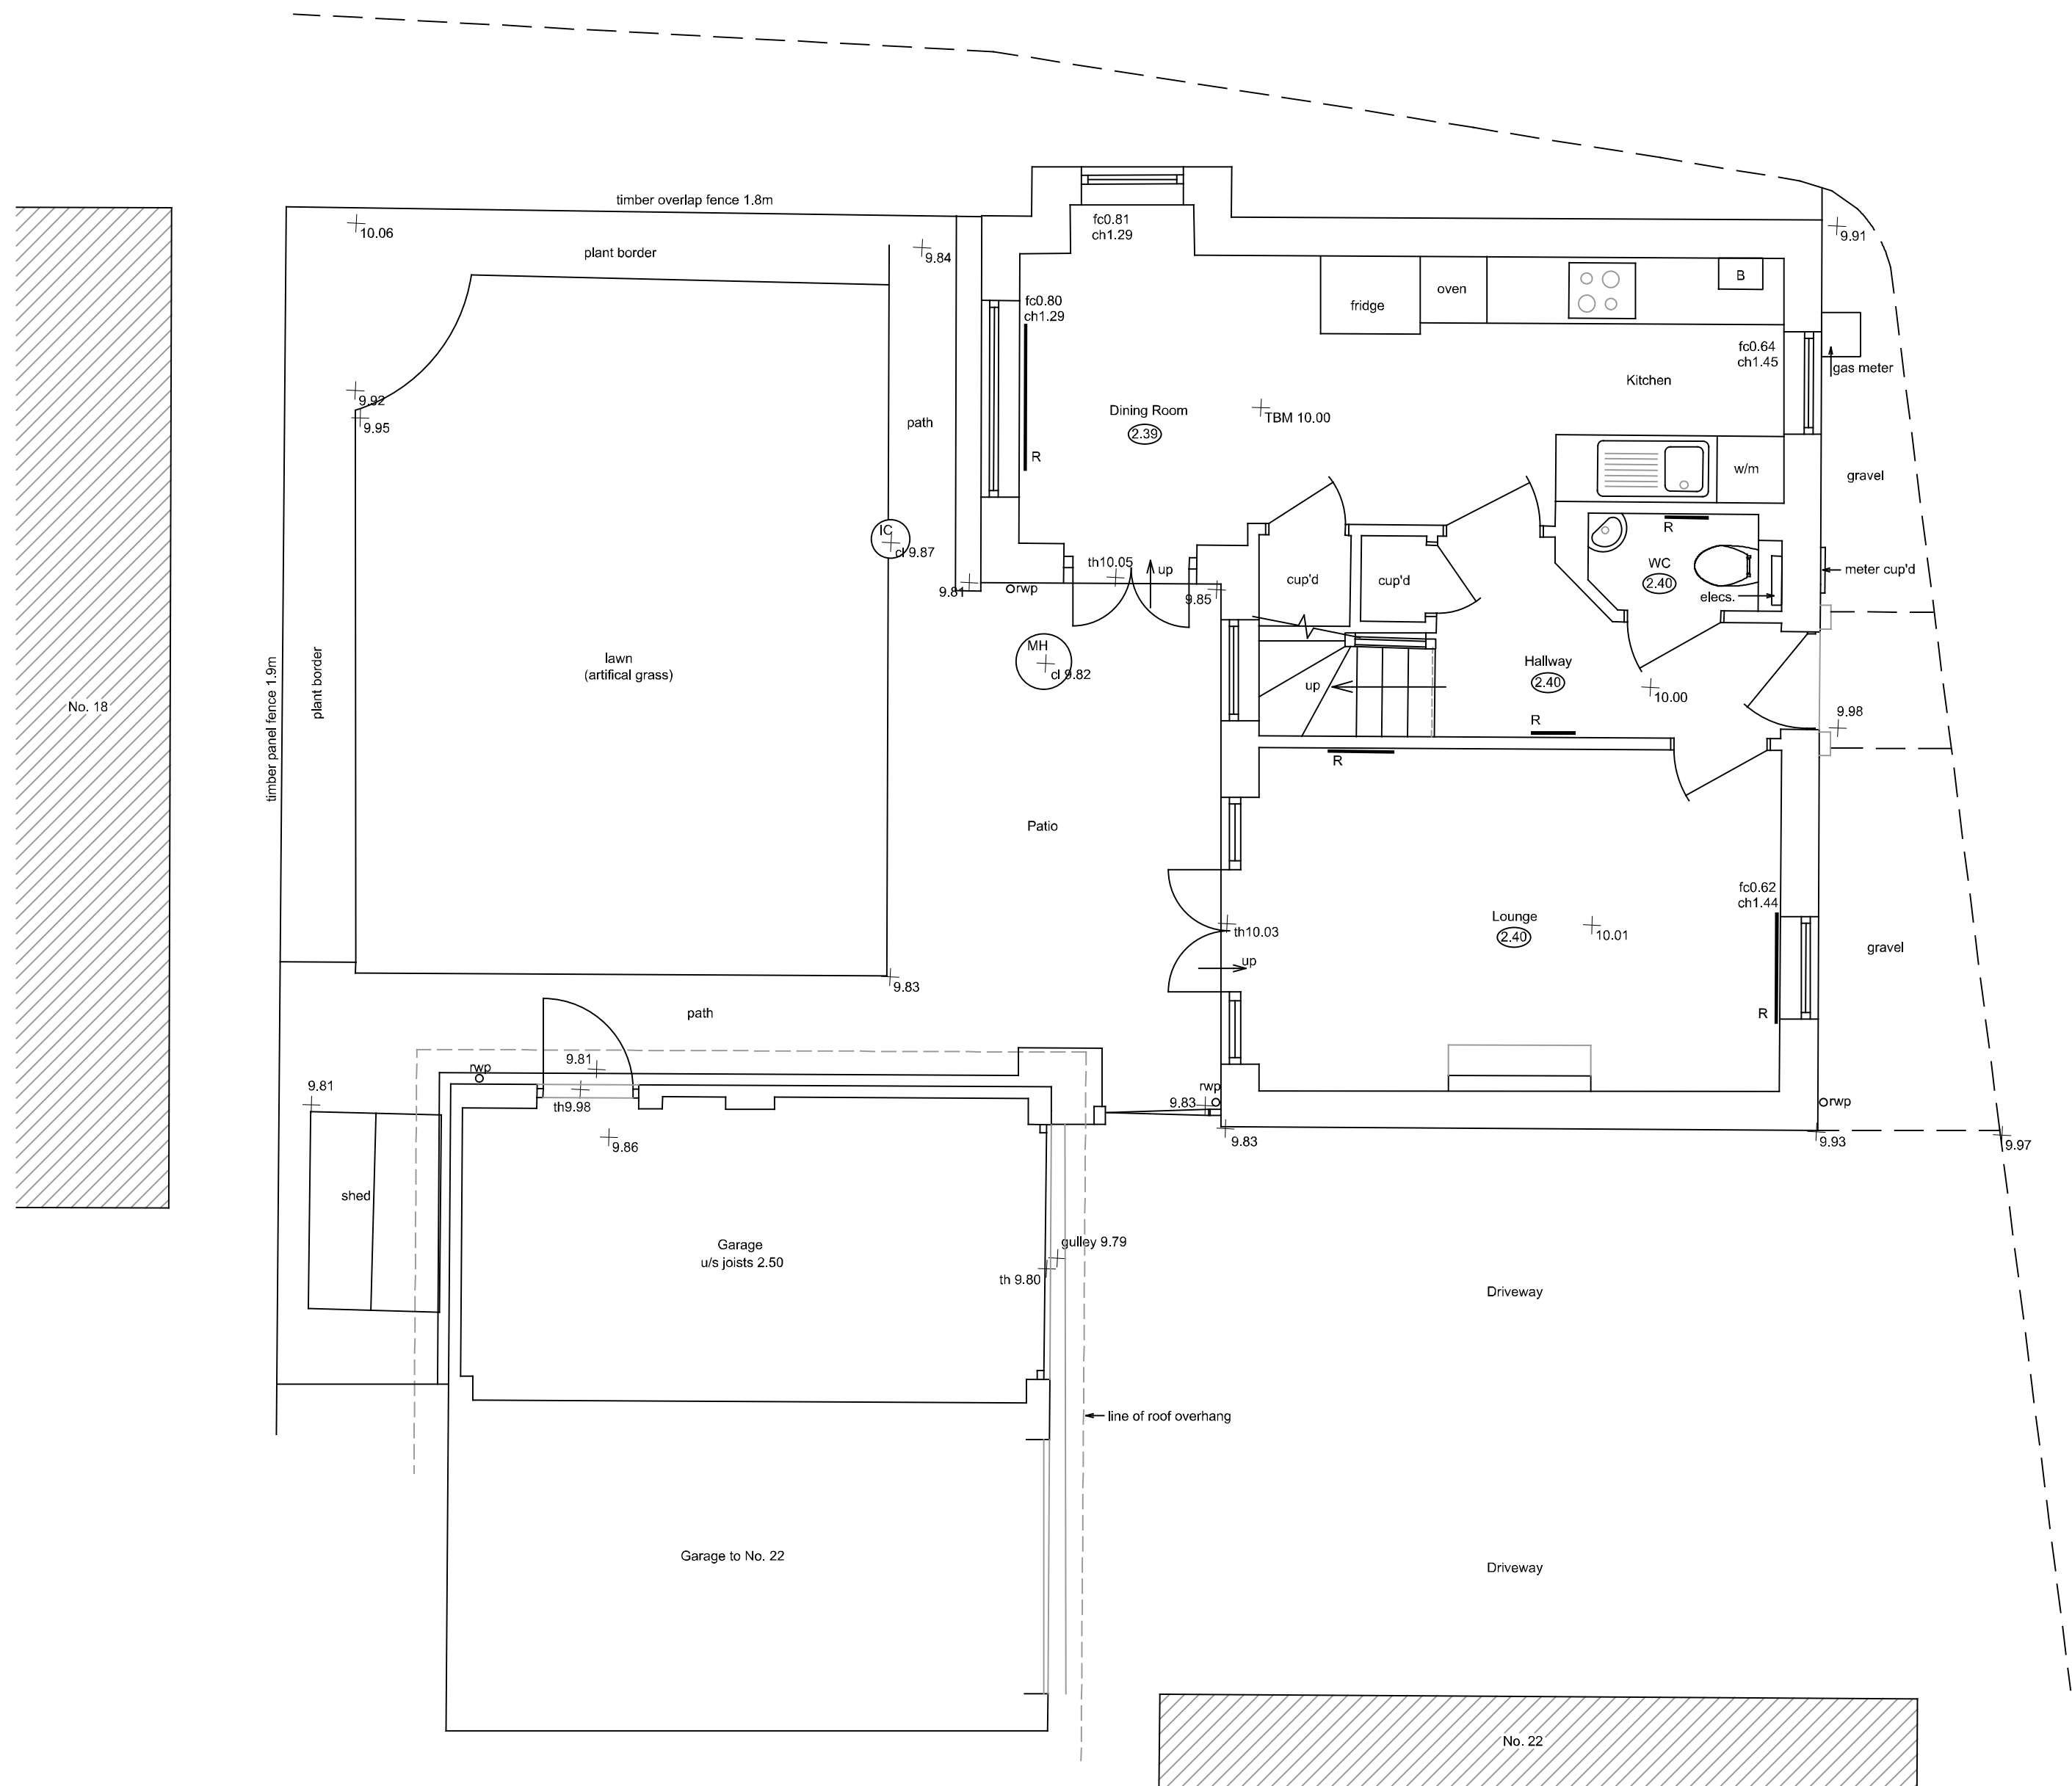 timber overlap fence 1.8m
10.06
plant border
9.84
fc0.81
ch1.29
9.91
fc0.80
ch1.29
fridge
oven
B
fc0.64
ch1.45
gas meter
Kitchen
9.92
9.95
path
Dining Room
2.39
TBM 10.00
R
w/m
gravel
IC
cl 9.87
R
WC
2.40
meter cup'd
elecs.
th10.05
up
9.81
rwp
9.85
cup'd
cup'd
MH
cl 9.82
lawn
(artifical grass)
plant border
timber panel fence 1.9m
No. 18
up
Hallway
2.40
10.00
9.98
R
R
Patio
fc0.62
ch1.44
Lounge
2.40
10.01
th10.03
up
gravel
9.83
path
R
9.81
rwp
9.81
th9.98
9.86
rwp
9.83
9.83
rwp
9.93
9.97
shed
Garage
u/s joists 2.50
gulley 9.79
th 9.80
Driveway
line of roof overhang
Garage to No. 22
Driveway
No. 22